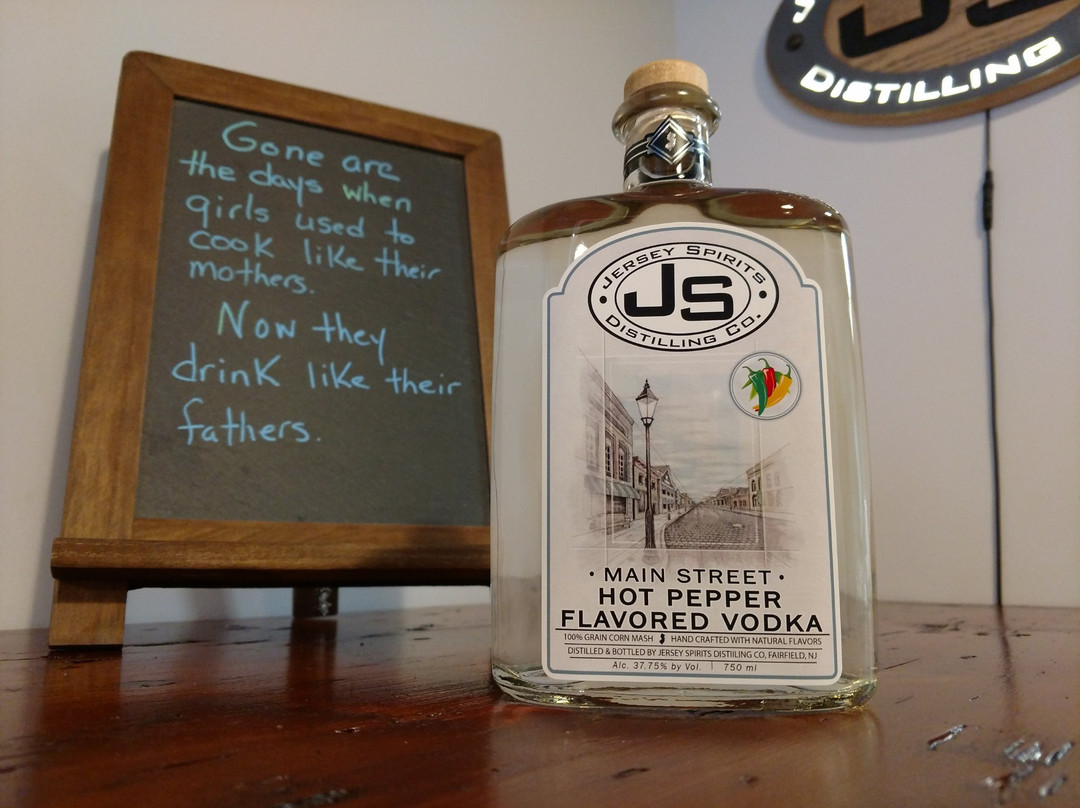 Gone are
the days when
girls used to
cook like their
mothers.
Now they
drink like their
fathers.
DISTILLING
JERSEY SPIRITS
JS
DISTILLING CO.
• MAIN STREET •
HOT PEPPER
FLAVORED VODKA
100% GRAIN CORN MASH HAND CRAFTED WITH NATURAL FLAVORS
DISTILLED & BOTTLED BY JERSEY SPIRITS DISTIILING CO, FAIRFIELD, NJ
Alc. 37.75% by Vol. | 750 ml